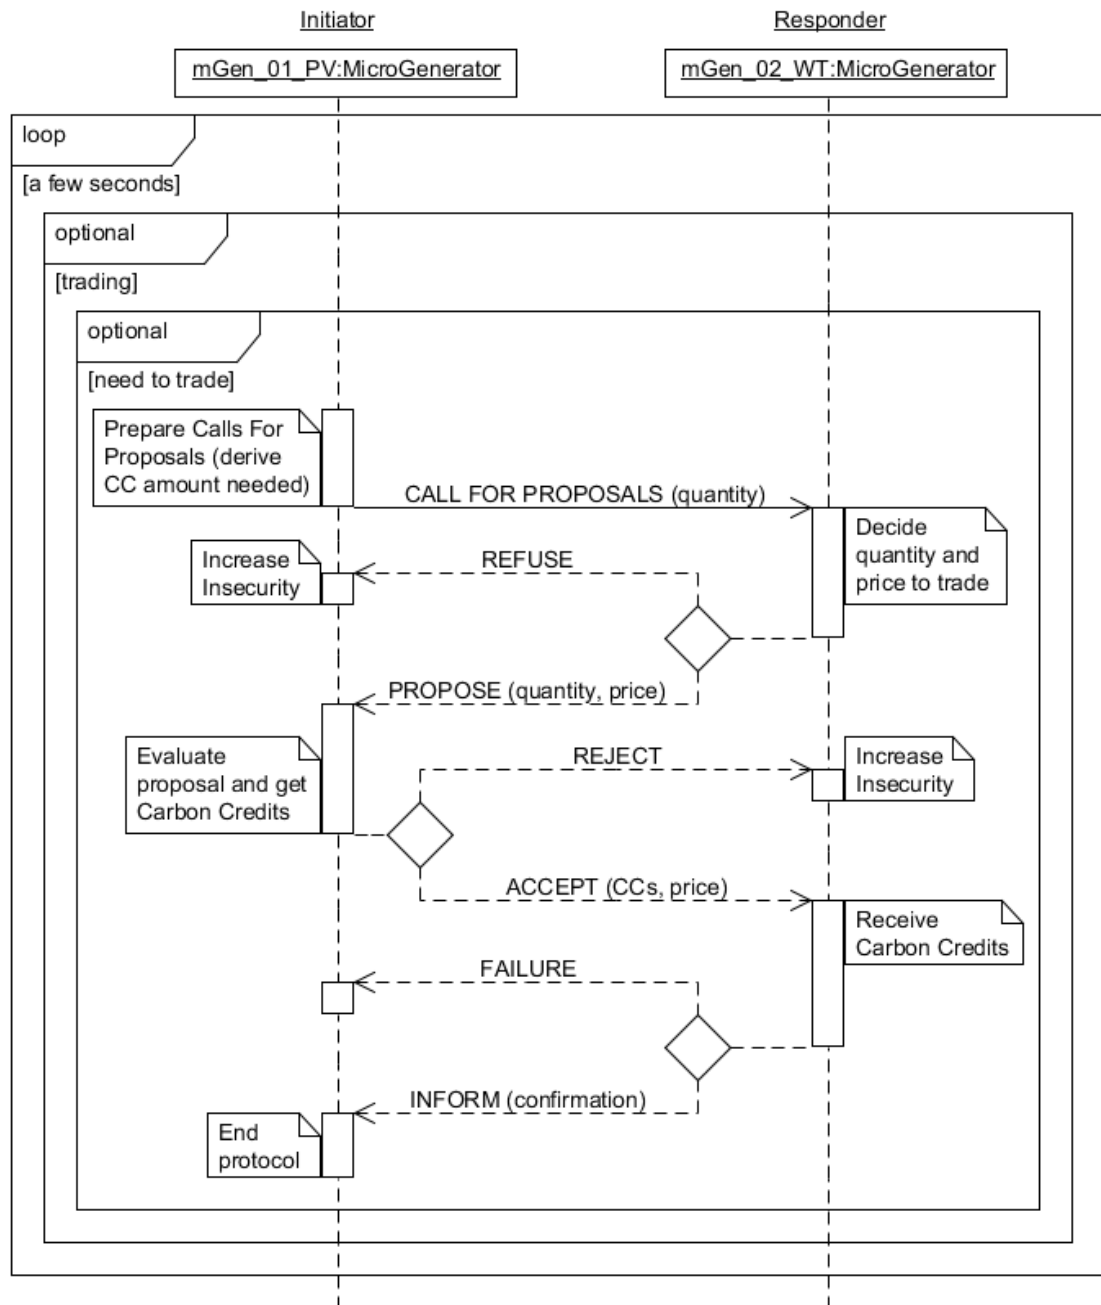 Initiator
Responder
mGen_01_PV:MicroGenerator
mGen_02_WT:MicroGenerator
loop
[a few seconds]
optional
[trading]
optional
[need to trade]
Prepare Calls For
Proposals (derive
CC amount needed)
CALL FOR PROPOSALS (quantity)
Decide
quantity and
price to trade
Increase
Insecurity
REFUSE
PROPOSE (quantity, price)
Evaluate
proposal and get
Carbon Credits
REJECT
Increase
Insecurity
ACCEPT (CCs, price)
Receive
Carbon Credits
FAILURE
INFORM (confirmation)
End
protocol